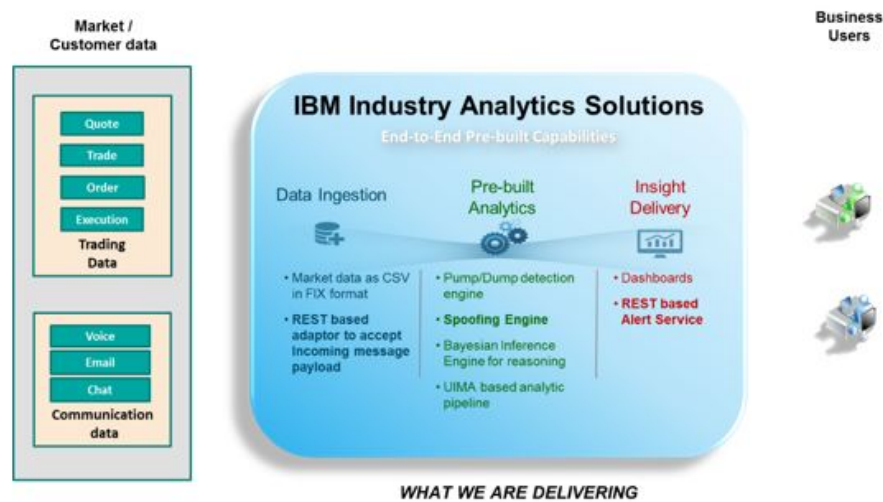 Market /
Customer data
Quote
Trade
Order
Execution
Trading
Data
Voice
Email
Chat
Communication
data
IBM Industry Analytics Solutions
End-to-End Pre-built Capabilities
Data Ingestion
• Market data as CSV
in FIX format
• REST based
adaptor to accept
Incoming message
payload
Pre-built
Analytics
• Pump/Dump detection
engine
• Spoofing Engine
• Bayesian Inference
Engine for reasoning
• UIMA based analytic
pipeline
Insight
Delivery
• Dashboards
• REST based
Alert Service
WHAT WE ARE DELIVERING
Business
Users